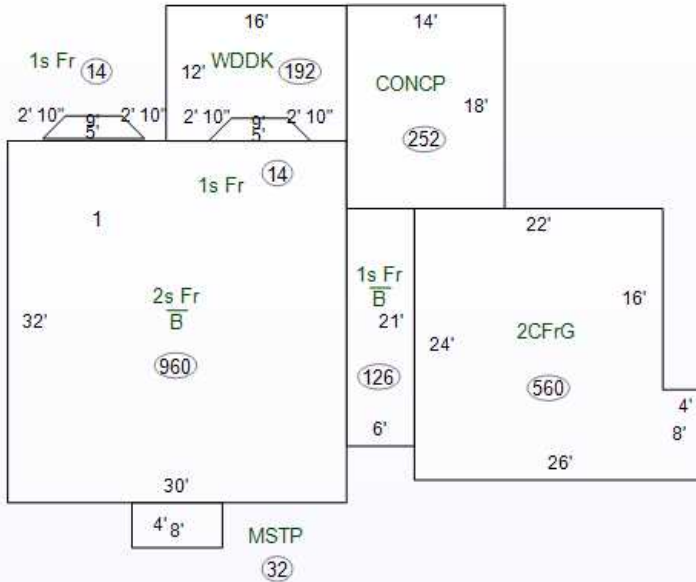 16'
14'
1s Fr 14
WDDK 192
12'
CONCP
18'
2' 10" 9' 2' 10"
5'
2' 10" 9' 2' 10"
5'
252
14
1s Fr
1
22'
1s Fr
B
16'
2s Fr
B
32'
21'
2CFrG
24'
960
126
560
4'
6'
8'
26'
30'
4' 8'
MSTP
32